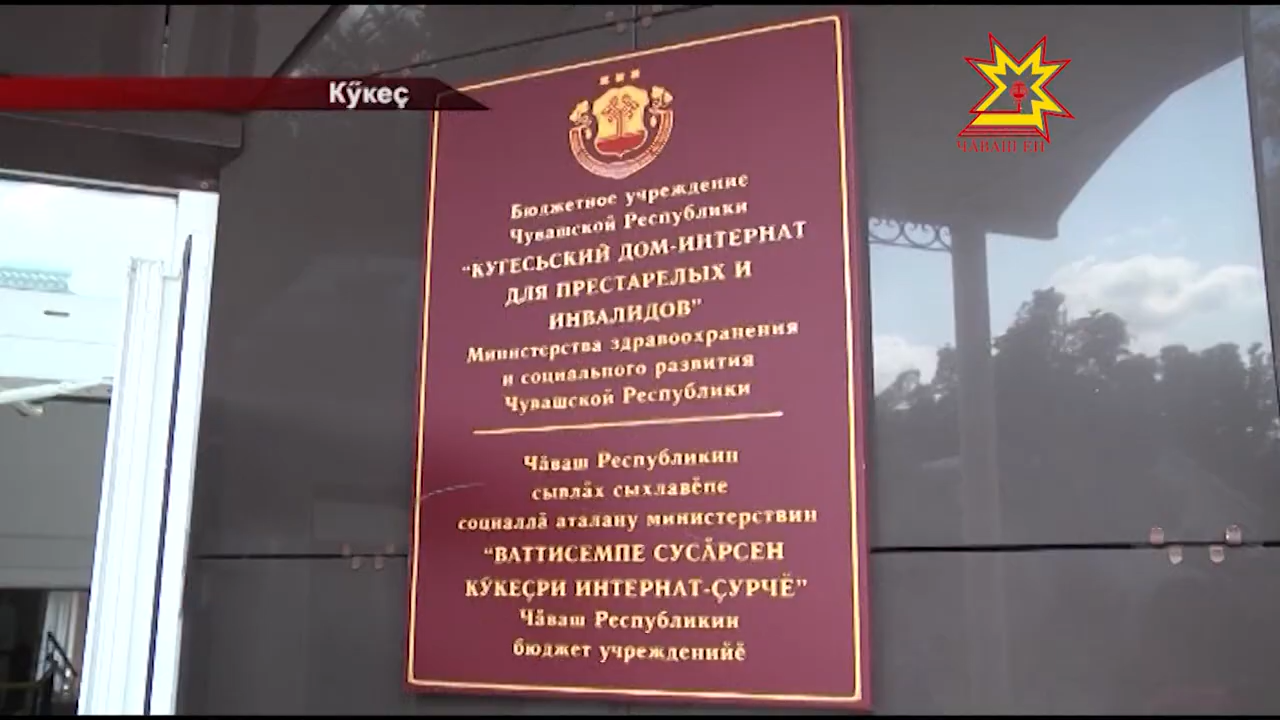 Кӳкеҫ
ЧӐВАШ ЕН
Бюджетное учреждение
Чувашской Республики
"КУГЕСЬСКИЙ ДОМ-ИНТЕРНАТ
ДЛЯ ПРЕСТАРЕЛЫХ И
ИНВАЛИДОВ"
Министерства здравоохранения
и социального развития
Чувашской Республики
Чӑваш Республикин
сывлӑх сыхлавӗпе
социаллӑ аталану министерствин
"ВАТТИСЕМПЕ СУСӐРСЕН
КӲКЕҪРИ ИНТЕРНАТ-ҪУРЧӖ"
Чӑваш Республикин
бюджет учрежденийӗ